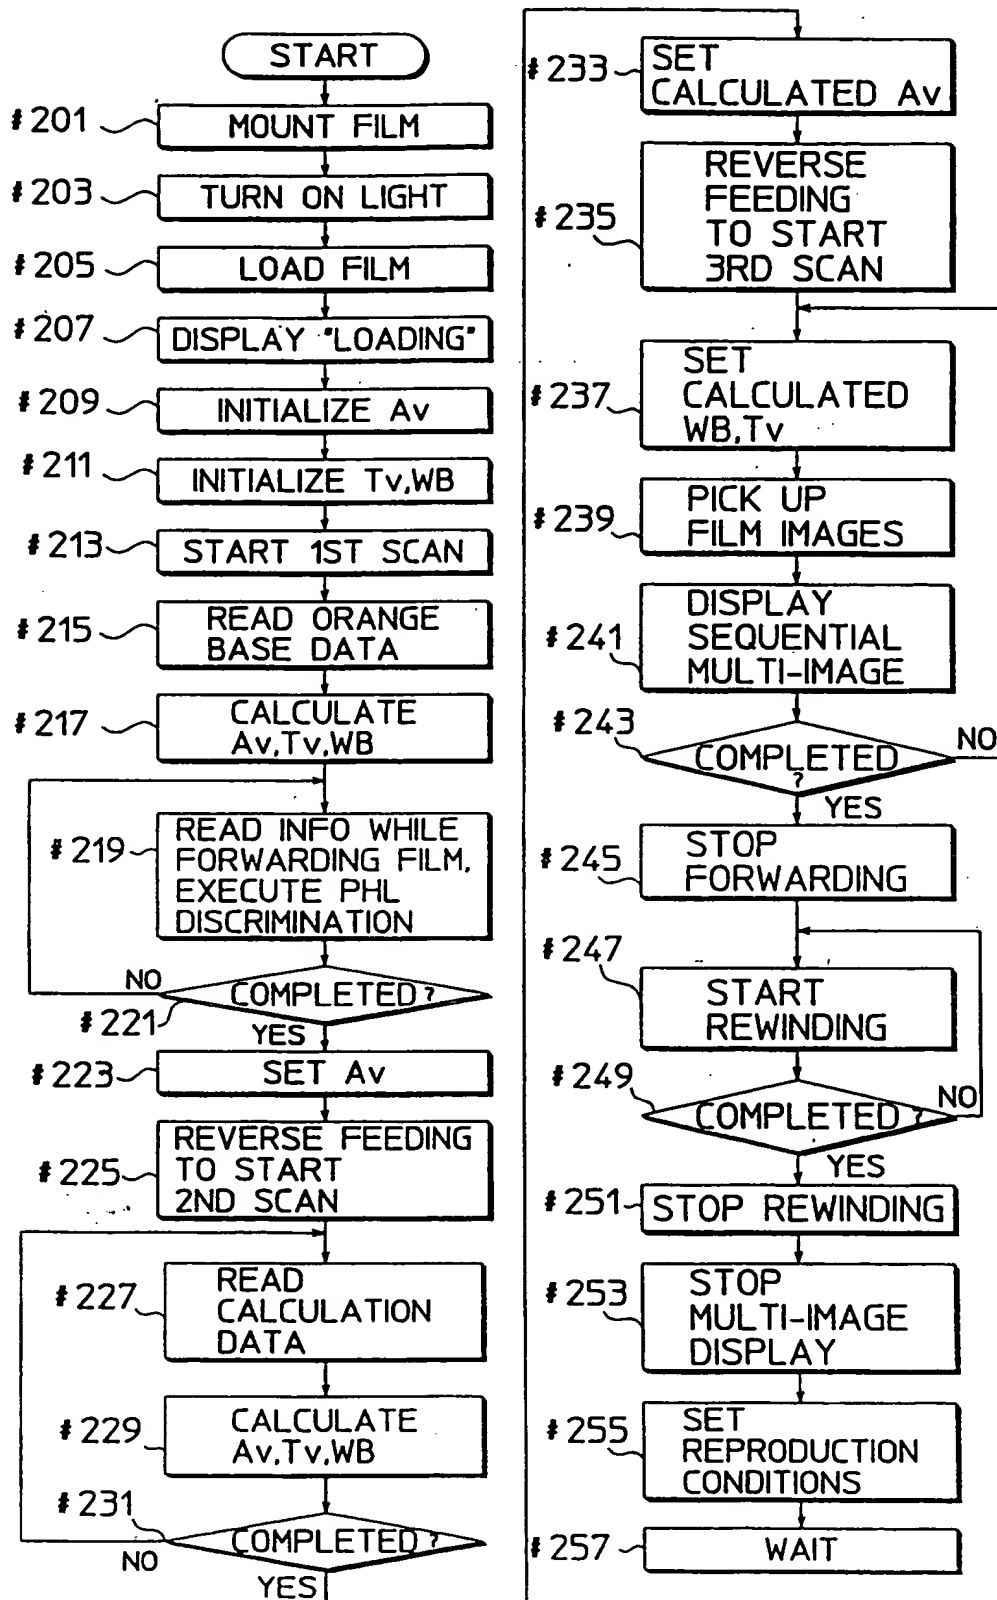 START
#201
MOUNT FILM
#203
TURN ON LIGHT
#205
LOAD FILM
#207
DISPLAY "LOADING"
#209
INITIALIZE Av
#211
INITIALIZE Tv,WB
#213
START 1ST SCAN
#215
READ ORANGE
BASE DATA
#217
CALCULATE
Av,Tv,WB
#219
READ INFO WHILE
FORWARDING FILM,
EXECUTE PHL
DISCRIMINATION
NO
COMPLETED?
#221
YES
#223
SET Av
#225
REVERSE FEEDING
TO START
2ND SCAN
#227
READ
CALCULATION
DATA
#229
CALCULATE
Av,Tv,WB
#231
COMPLETED?
NO
YES
#233
SET
CALCULATED Av
#235
REVERSE
FEEDING
TO START
3RD SCAN
#237
SET
CALCULATED
WB,Tv
#239
PICK UP
FILM IMAGES
#241
DISPLAY
SEQUENTIAL
MULTI-IMAGE
#243
COMPLETED
?
NO
YES
#245
STOP
FORWARDING
#247
START
REWINDING
#249
COMPLETED?
NO
YES
#251
STOP REWINDING
#253
STOP
MULTI-IMAGE
DISPLAY
#255
SET
REPRODUCTION
CONDITIONS
#257
WAIT